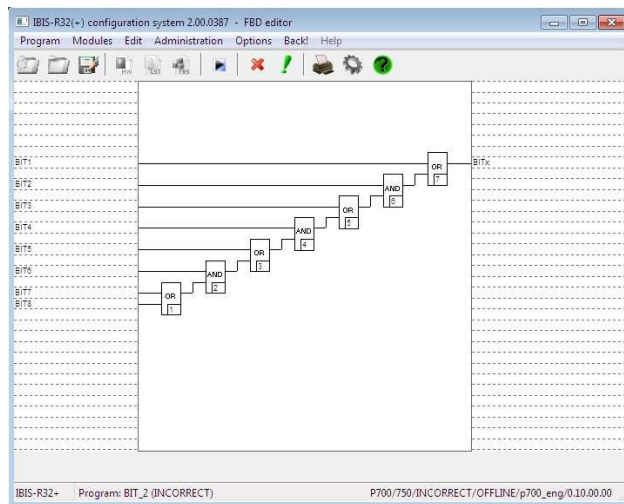 IBIS-R32(+) configuration system 2.00.0387 - FBD editor
Program Modules Edit Administration Options Back! Help
BIT1
OR
7
BITx
BIT2
AND
6
BIT3
OR
5
BIT4
AND
4
BIT5
OR
3
BIT6
AND
2
BIT7
OR
1
BIT8
IBIS-R32+ Program: BIT_2 (INCORRECT) P700/750/INCORRECT/OFFLINE/p700_eng/0.10.00.00